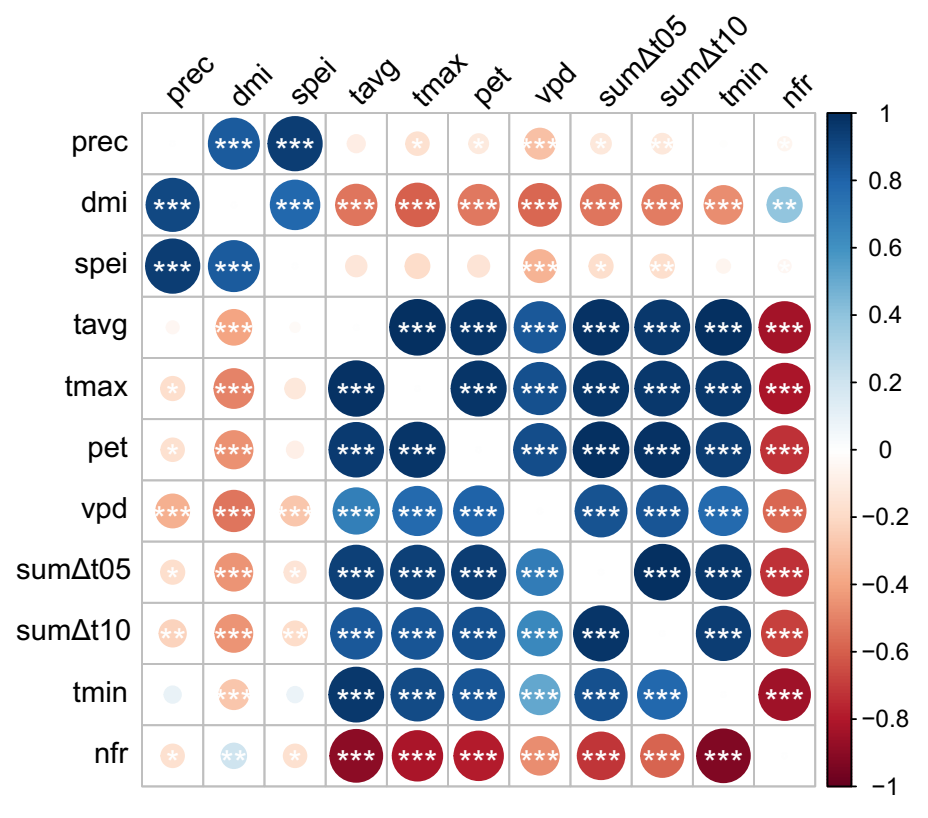 prec dmi spei tavg tmax pet vpd sumΔt05 sumΔt10 tmin nfr
prec *** *** * * *** * ** *
dmi *** *** *** *** *** *** *** *** *** **
spei *** *** *** * ** *
tavg *** *** *** *** *** *** *** ***
tmax * *** *** *** *** *** *** *** ***
pet * *** *** *** *** *** *** *** ***
vpd *** *** *** *** *** *** *** *** *** ***
sumΔt05 * *** * *** *** *** *** *** *** ***
sumΔt10 ** *** ** *** *** *** *** *** *** ***
tmin *** *** *** *** *** *** *** ***
nfr * ** * *** *** *** *** *** *** ***
1
0.8
0.6
0.4
0.2
0
−0.2
−0.4
−0.6
−0.8
−1